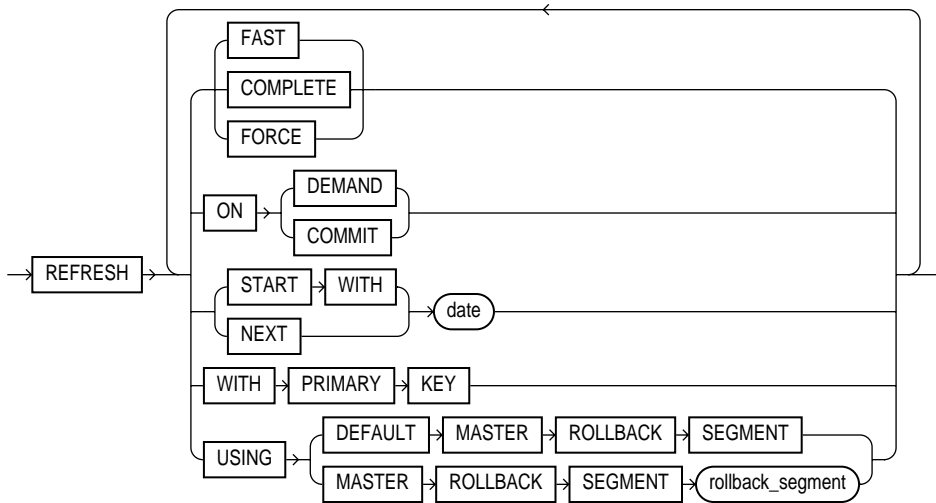 FAST
COMPLETE
FORCE
ON DEMAND
COMMIT
REFRESH
START WITH
NEXT
date
WITH PRIMARY KEY
USING
DEFAULT MASTER ROLLBACK SEGMENT
MASTER ROLLBACK SEGMENT rollback_segment